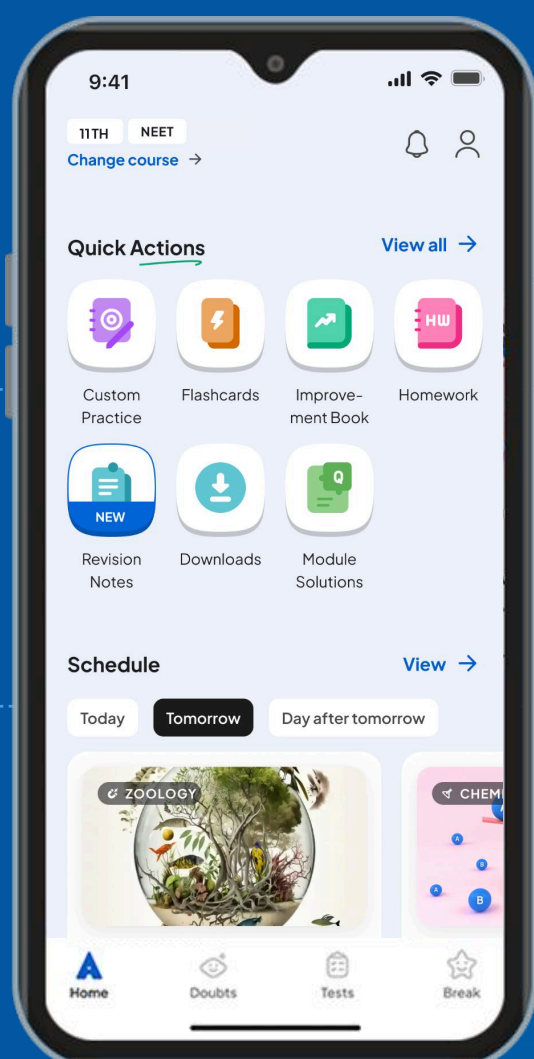 9:41
11TH NEET
Change course →
Quick Actions
View all →
HW
Custom
Practice
Flashcards
Improve-
ment Book
Homework
NEW
Q
Revision
Notes
Downloads
Module
Solutions
Schedule
View →
Today
Tomorrow
Day after tomorrow
ZOOLOGY
CHEM
A
B
A
B
Home
Doubts
Tests
Break